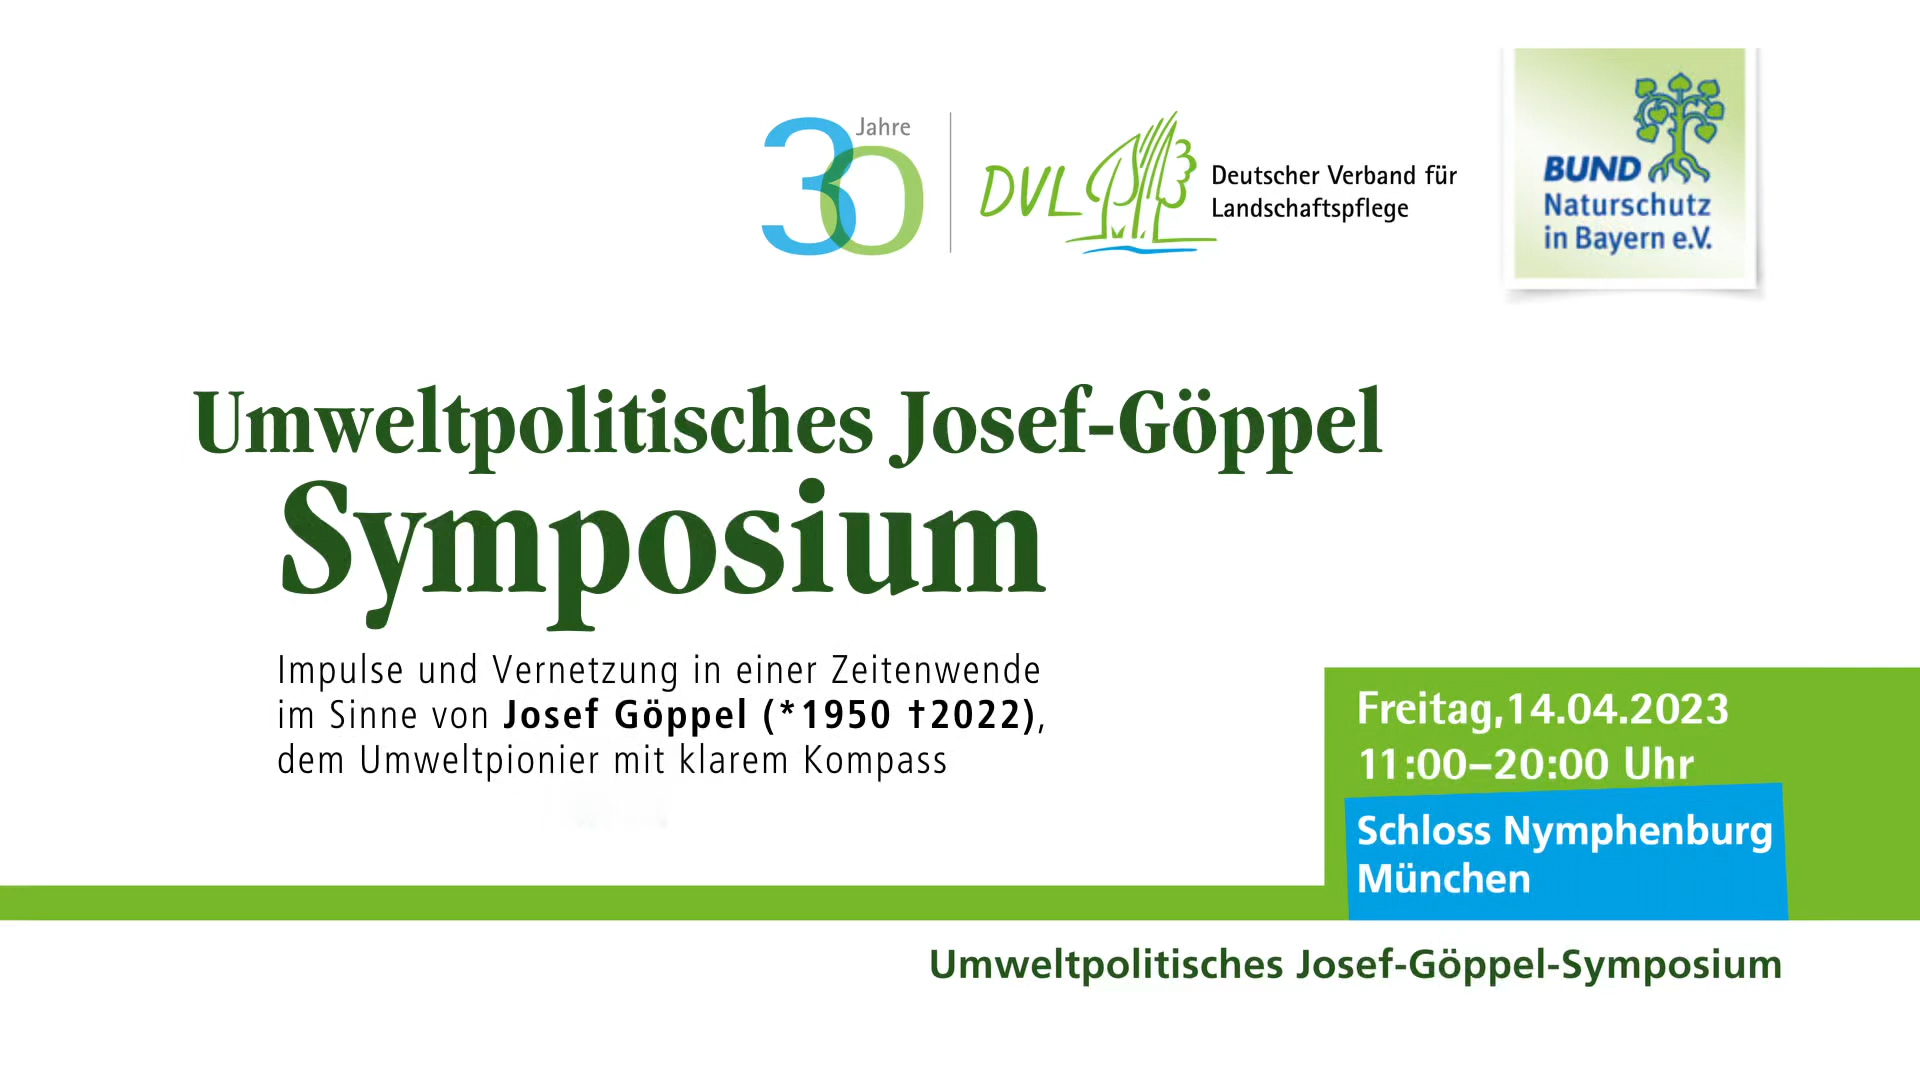 30 Jahre
DVL
Deutscher Verband für
Landschaftspflege
BUND
Naturschutz
in Bayern e.V.
Umweltpolitisches Josef-Göppel
Symposium
Impulse und Vernetzung in einer Zeitenwende
im Sinne von Josef Göppel (*1950 †2022),
dem Umweltpionier mit klarem Kompass
Freitag,14.04.2023
11:00–20:00 Uhr
Schloss Nymphenburg
München
Umweltpolitisches Josef-Göppel-Symposium